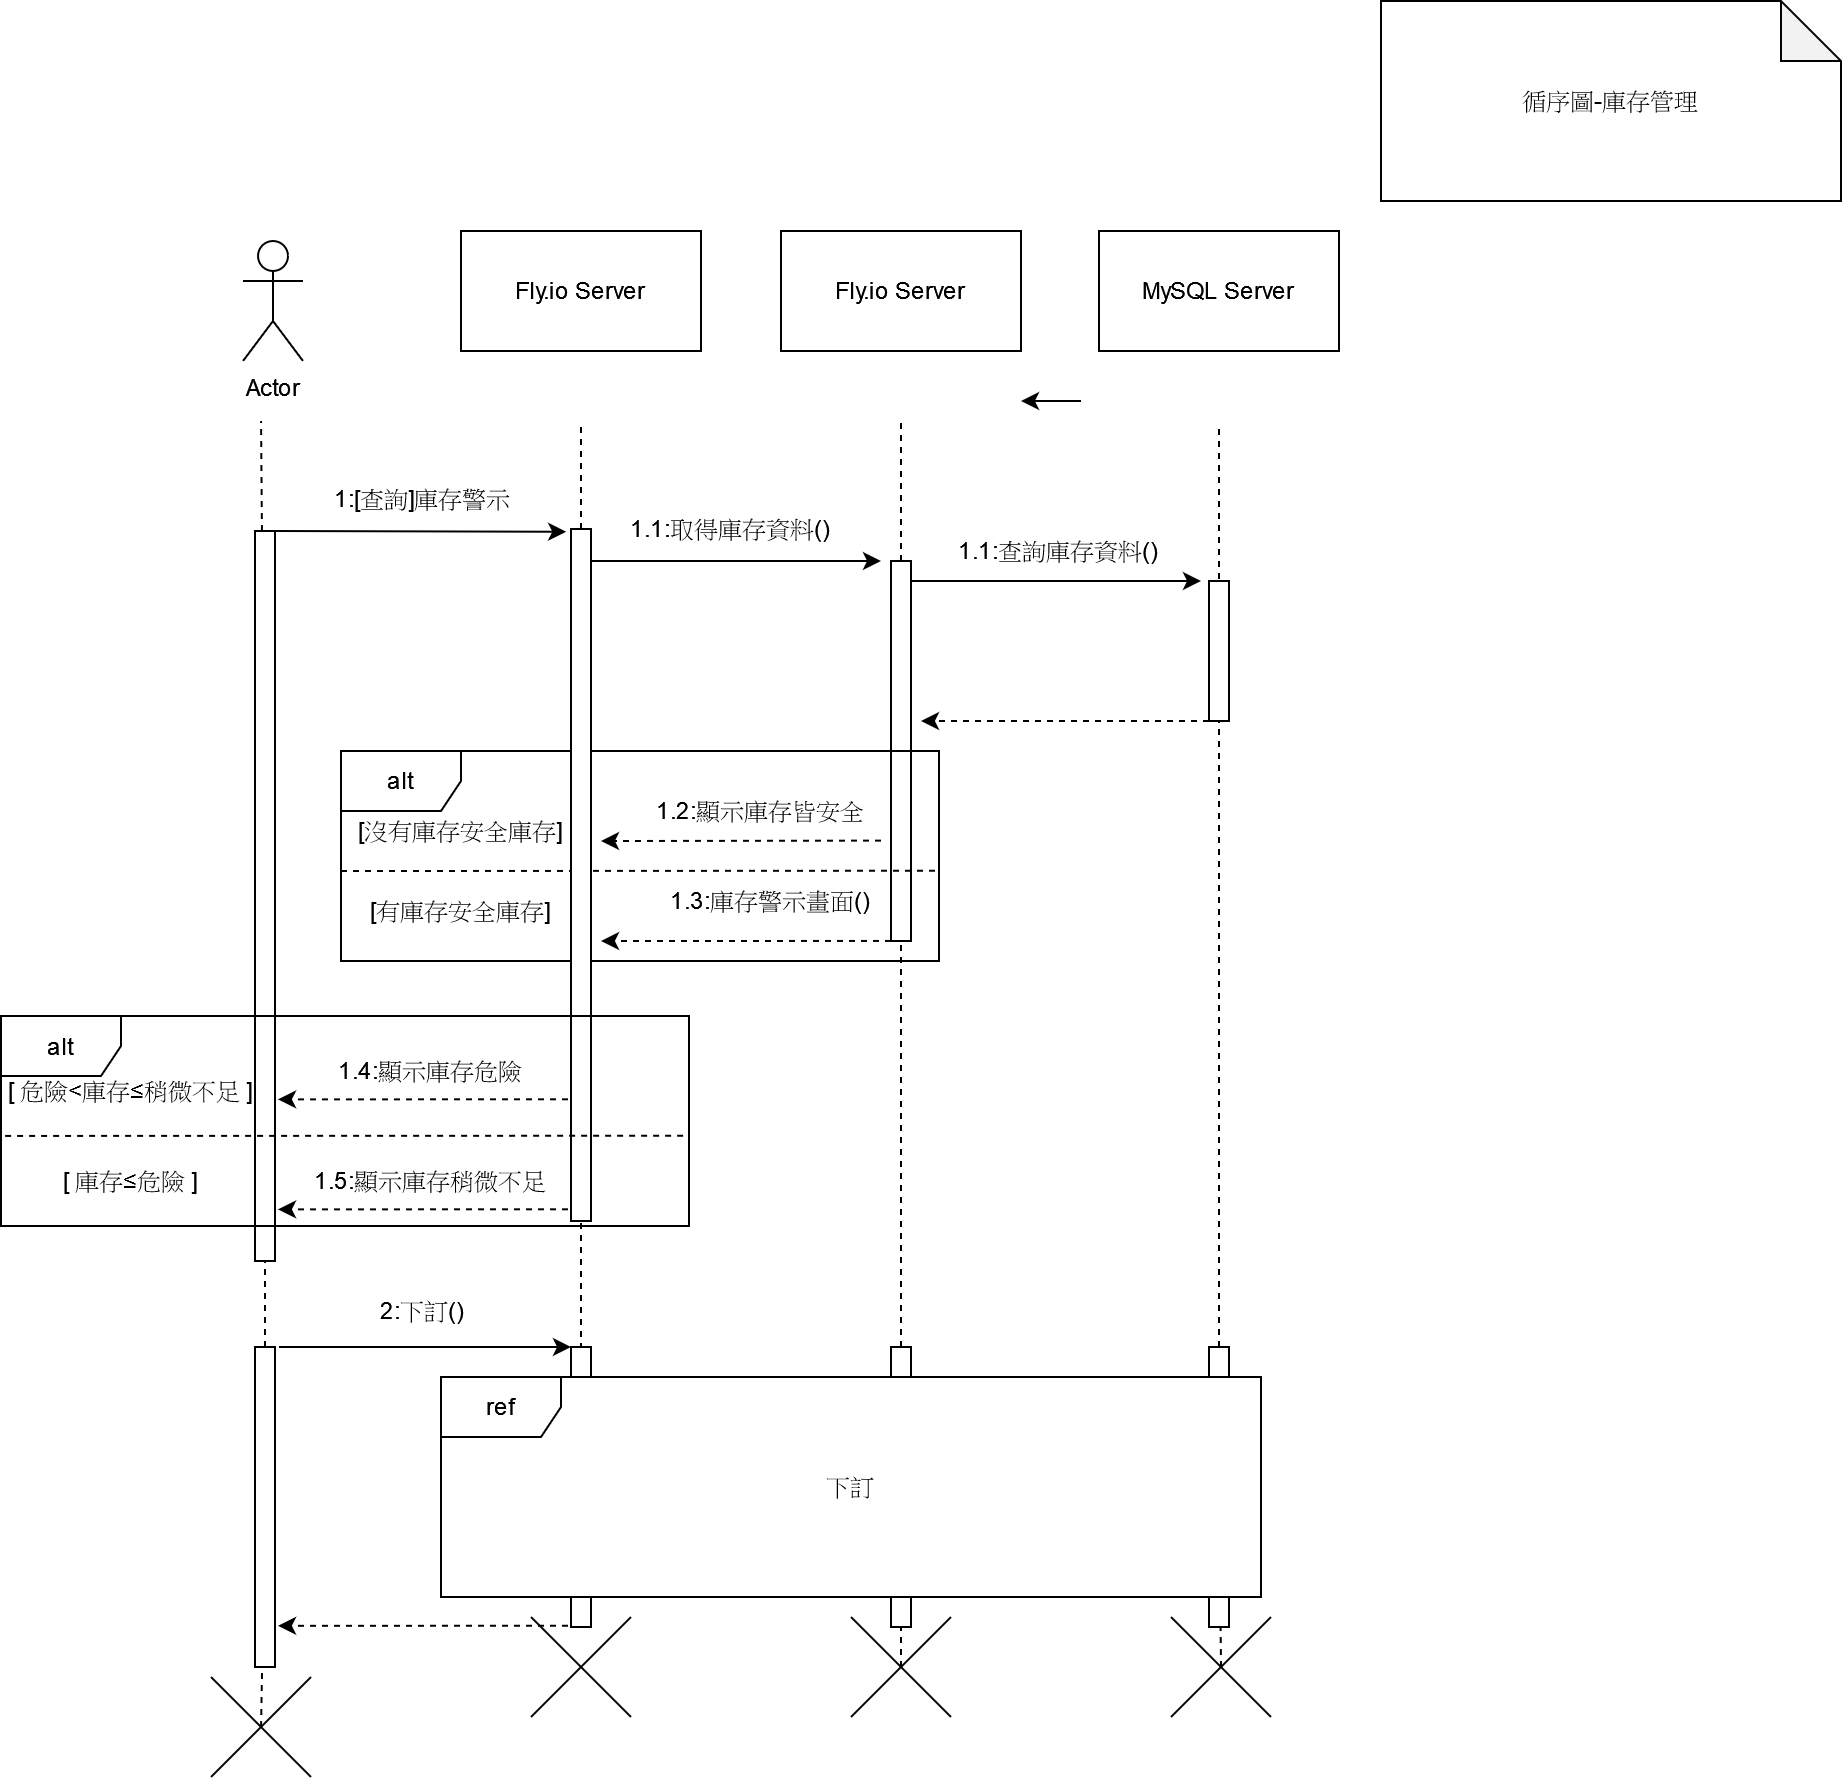 循序圖-庫存管理
Fly.io Server
Fly.io Server
MySQL Server
Actor
1:[查詢]庫存警示
1.1:取得庫存資料()
1.1:查詢庫存資料()
alt
1.2:顯示庫存皆安全
[沒有庫存安全庫存]
1.3:庫存警示畫面()
[有庫存安全庫存]
alt
1.4:顯示庫存危險
[ 危險<庫存≤稍微不足 ]
1.5:顯示庫存稍微不足
[ 庫存≤危險 ]
2:下訂()
ref
下訂